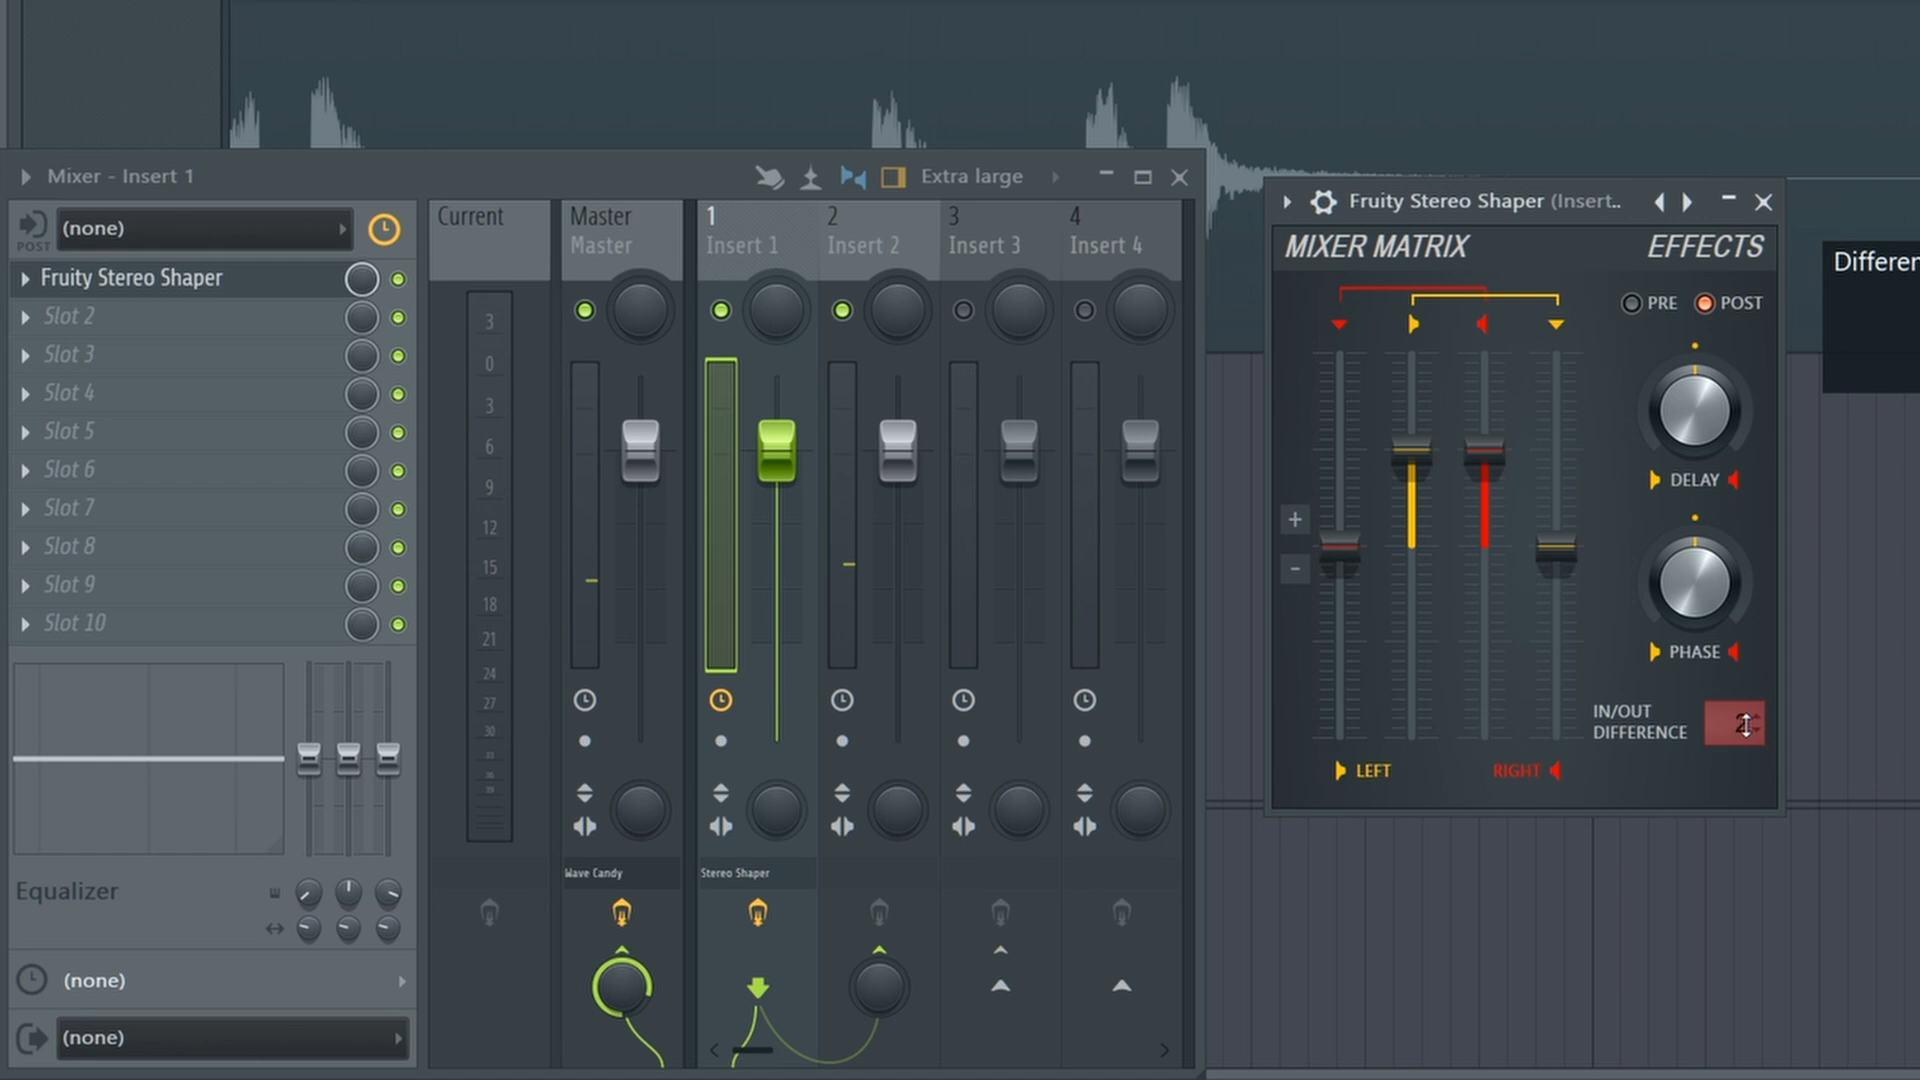 Mixer - Insert 1
Extra large
POST
(none)
Fruity Stereo Shaper
Slot 2
Slot 3
Slot 4
Slot 5
Slot 6
Slot 7
Slot 8
Slot 9
Slot 10
Equalizer
(none)
(none)
Current
Master
Master
1
Insert 1
2
Insert 2
3
Insert 3
4
Insert 4
3
0
3
6
9
12
15
18
21
24
27
30
33
36
39
Wave Candy
Stereo Shaper
Fruity Stereo Shaper (Insert..
MIXER MATRIX
EFFECTS
PRE
POST
DELAY
PHASE
IN/OUT
DIFFERENCE
+
-
LEFT
RIGHT
Differen